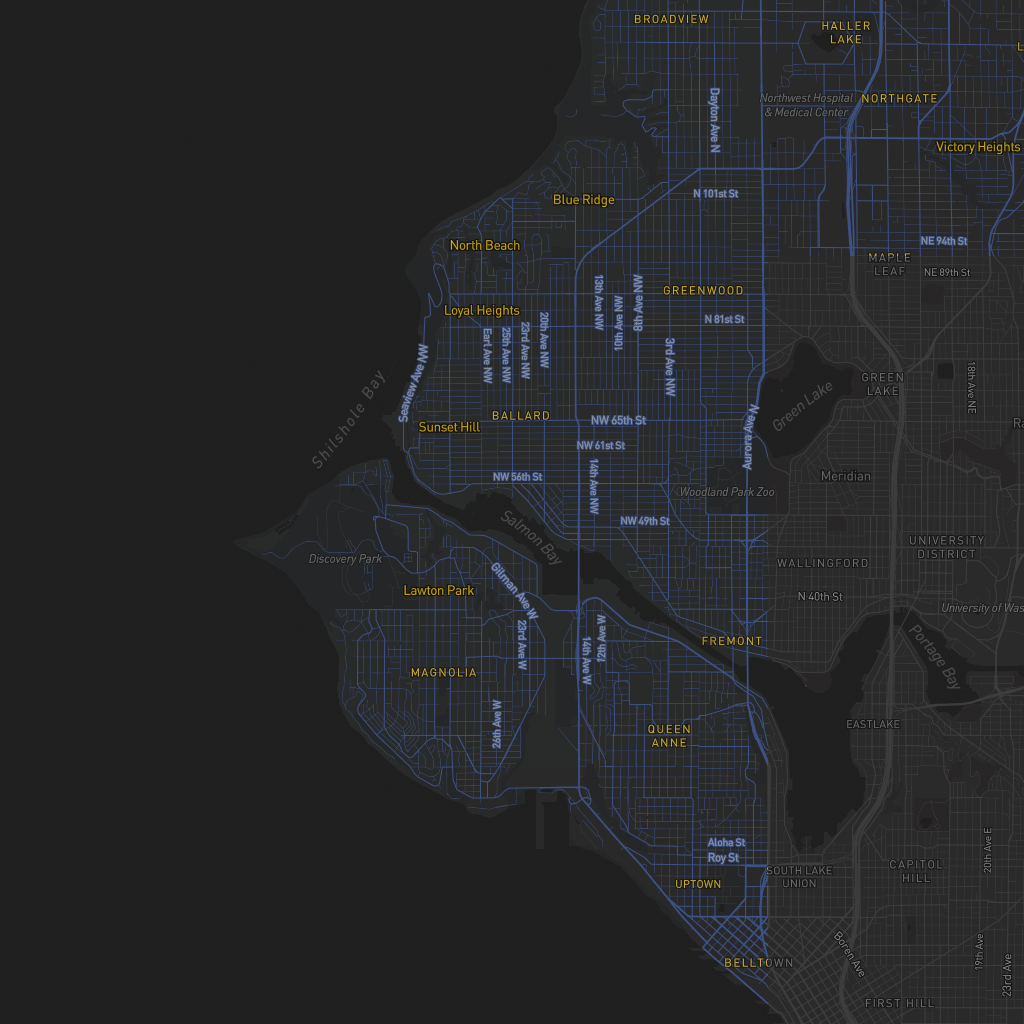 BROADVIEW
HALLER
LAKE
L
Dayton Ave N
Northwest Hospital
& Medical Center
NORTHGATE
Victory Heights
Blue Ridge
N 101st St
North Beach
NE 94th St
MAPLE
LEAF
NE 89th St
13th Ave NW
8th Ave NW
GREENWOOD
Loyal Heights
10th Ave NW
N 81st St
20th Ave NW
23rd Ave NW
25th Ave NW
Earl Ave NW
3rd Ave NW
Seaview Ave NW
Shilshole Bay
GREEN
LAKE
18th Ave NE
Green Lake
BALLARD
NW 65th St
Sunset Hill
Aurora Ave N
Ra
NW 61st St
NW 56th St
14th Ave NW
Meridian
Woodland Park Zoo
NW 49th St
Salmon Bay
Discovery Park
UNIVERSITY
DISTRICT
WALLINGFORD
Gilman Ave W
Lawton Park
N 40th St
University of Was
23rd Ave W
14th Ave W
12th Ave W
FREMONT
Portage Bay
MAGNOLIA
26th Ave W
QUEEN
ANNE
EASTLAKE
Aloha St
Roy St
20th Ave E
CAPITOL
HILL
SOUTH LAKE
UNION
UPTOWN
BELLTOWN
Boren Ave
19th Ave
23rd Ave
FIRST HILL